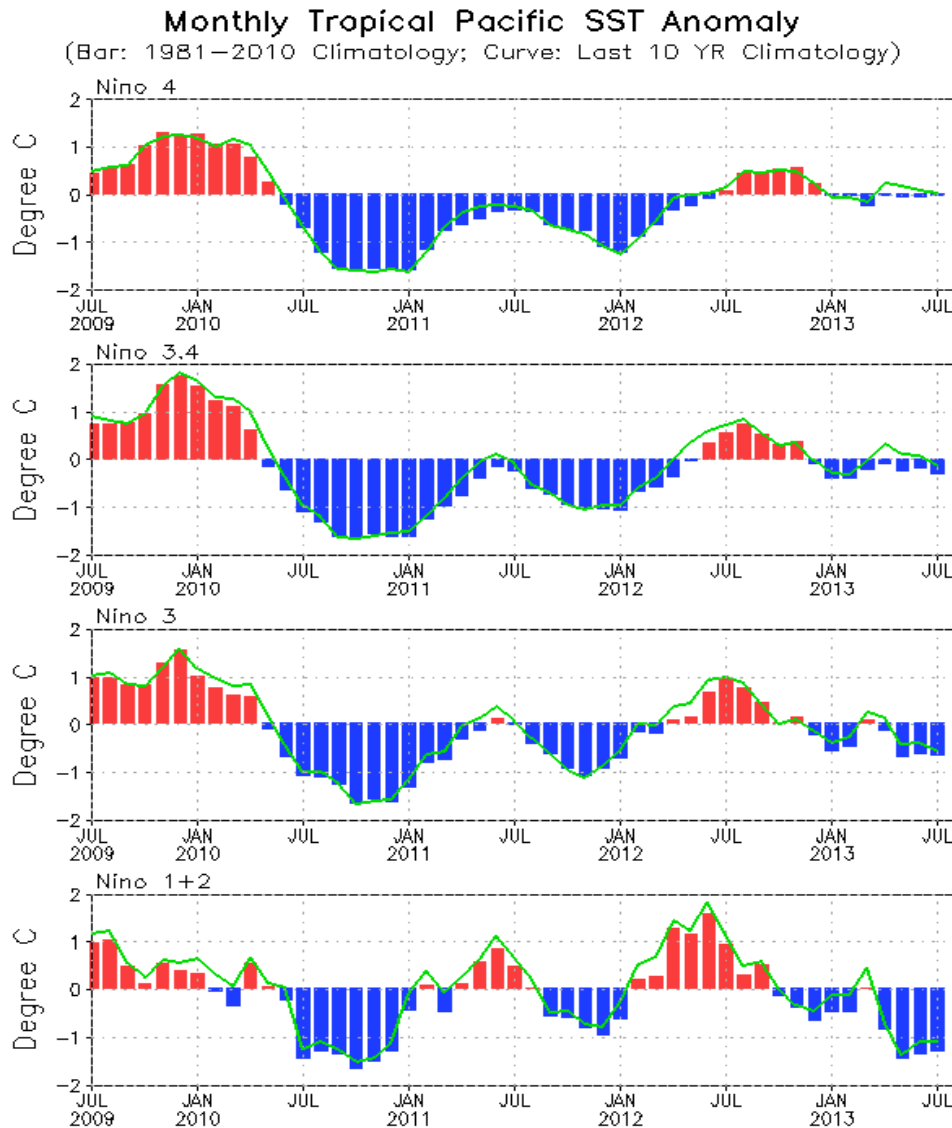 Monthly Tropical Pacific SST Anomaly
(Bar: 1981−2010 Climatology; Curve: Last 10 YR Climatology)
Nino 4
Degree C
2
1
0
−1
−2
JUL JAN JUL JAN JUL JAN JUL JAN JUL
2009 2010 2011 2012 2013
Nino 3.4
Degree C
2
1
0
−1
−2
JUL JAN JUL JAN JUL JAN JUL JAN JUL
2009 2010 2011 2012 2013
Nino 3
Degree C
2
1
0
−1
−2
JUL JAN JUL JAN JUL JAN JUL JAN JUL
2009 2010 2011 2012 2013
Nino 1+2
Degree C
2
1
0
−1
−2
JUL JAN JUL JAN JUL JAN JUL JAN JUL
2009 2010 2011 2012 2013